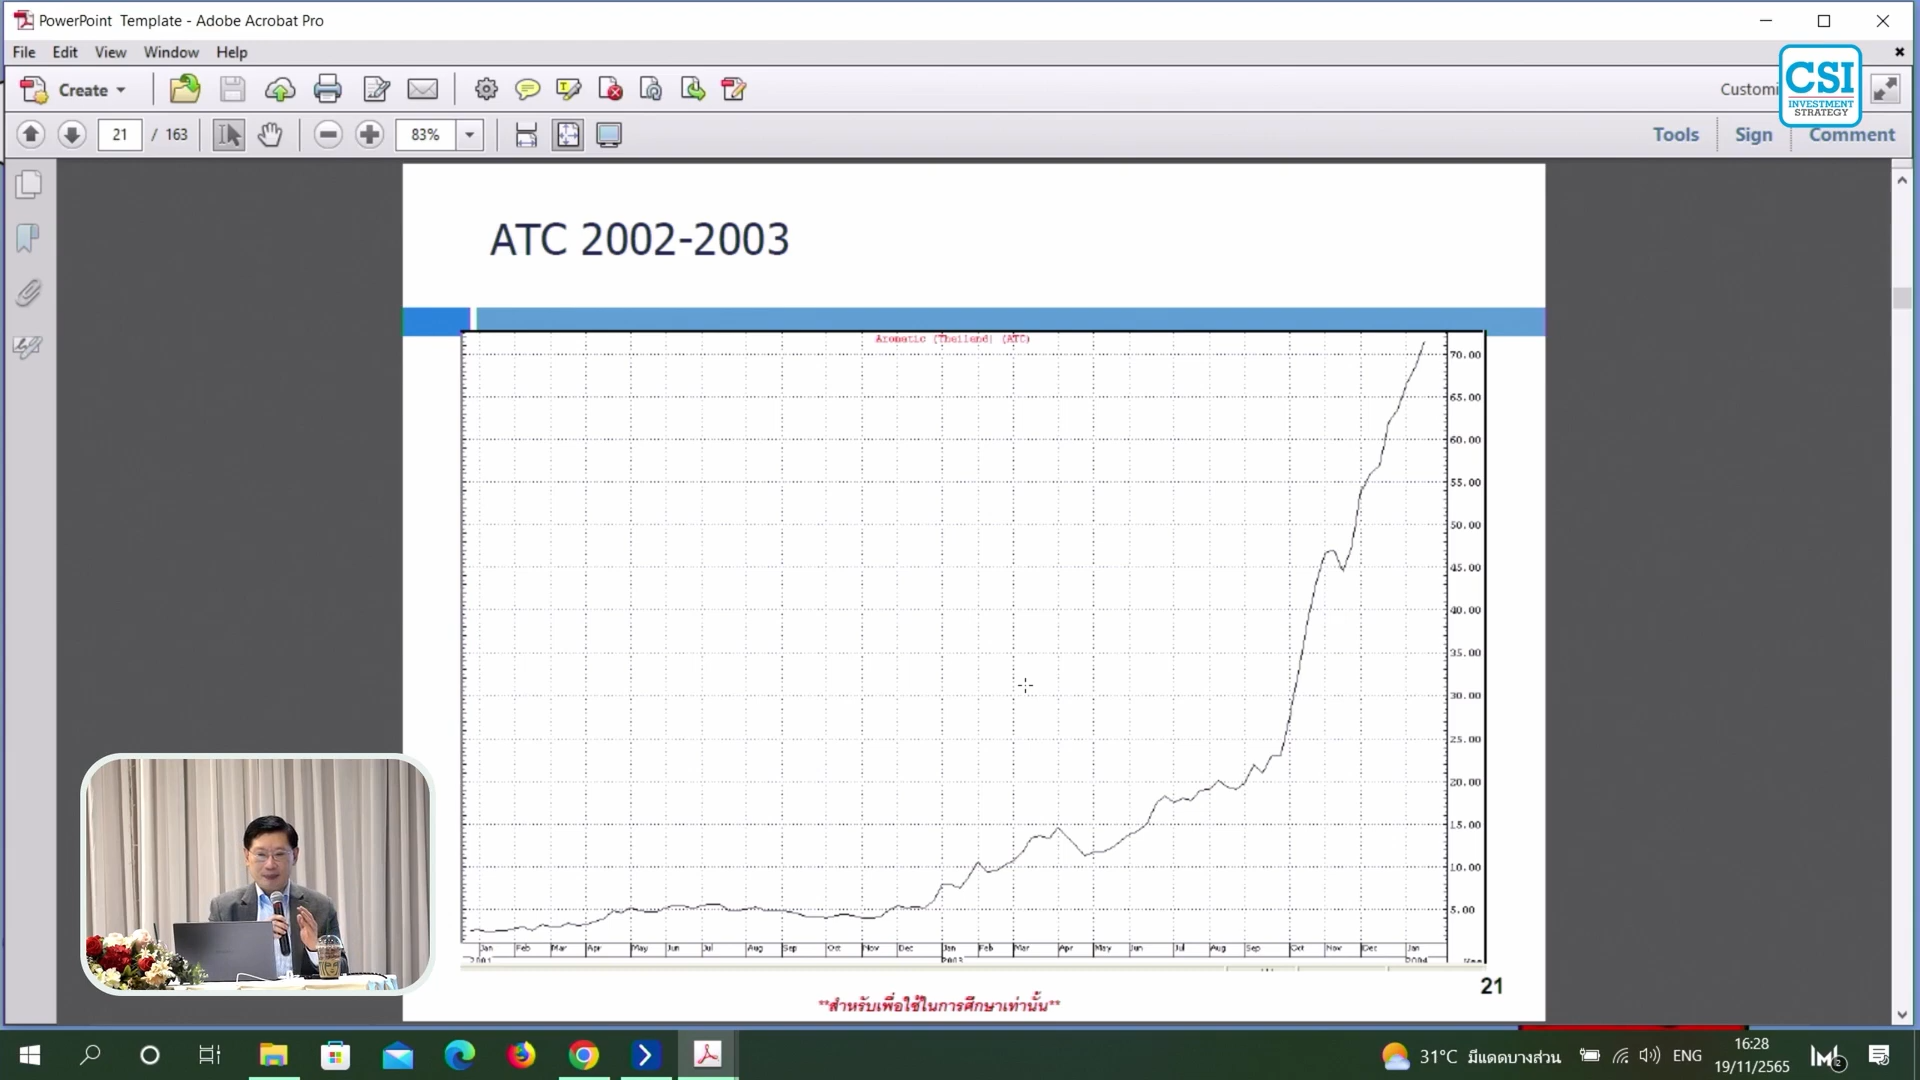 PowerPoint Template - Adobe Acrobat Pro
File Edit View Window Help
Create
Customi
CSI
INVESTMENT
STRATEGY
21 / 163
83%
Tools Sign Comment
ATC 2002-2003
Aromatic (Thailand) (ATC)
70.00
65.00
60.00
55.00
50.00
45.00
40.00
35.00
30.00
25.00
20.00
15.00
10.00
5.00
Jan Feb Mar Apr May Jun Jul Aug Sep Oct Nov Dec Jan Feb Mar Apr May Jun Jul Aug Sep Oct Nov Dec Jan
2003 2004
21
**สำหรับเพื่อใช้ในการศึกษาเท่านั้น**
31°C มีแดดบางส่วน
ENG
16:28
19/11/2565
2